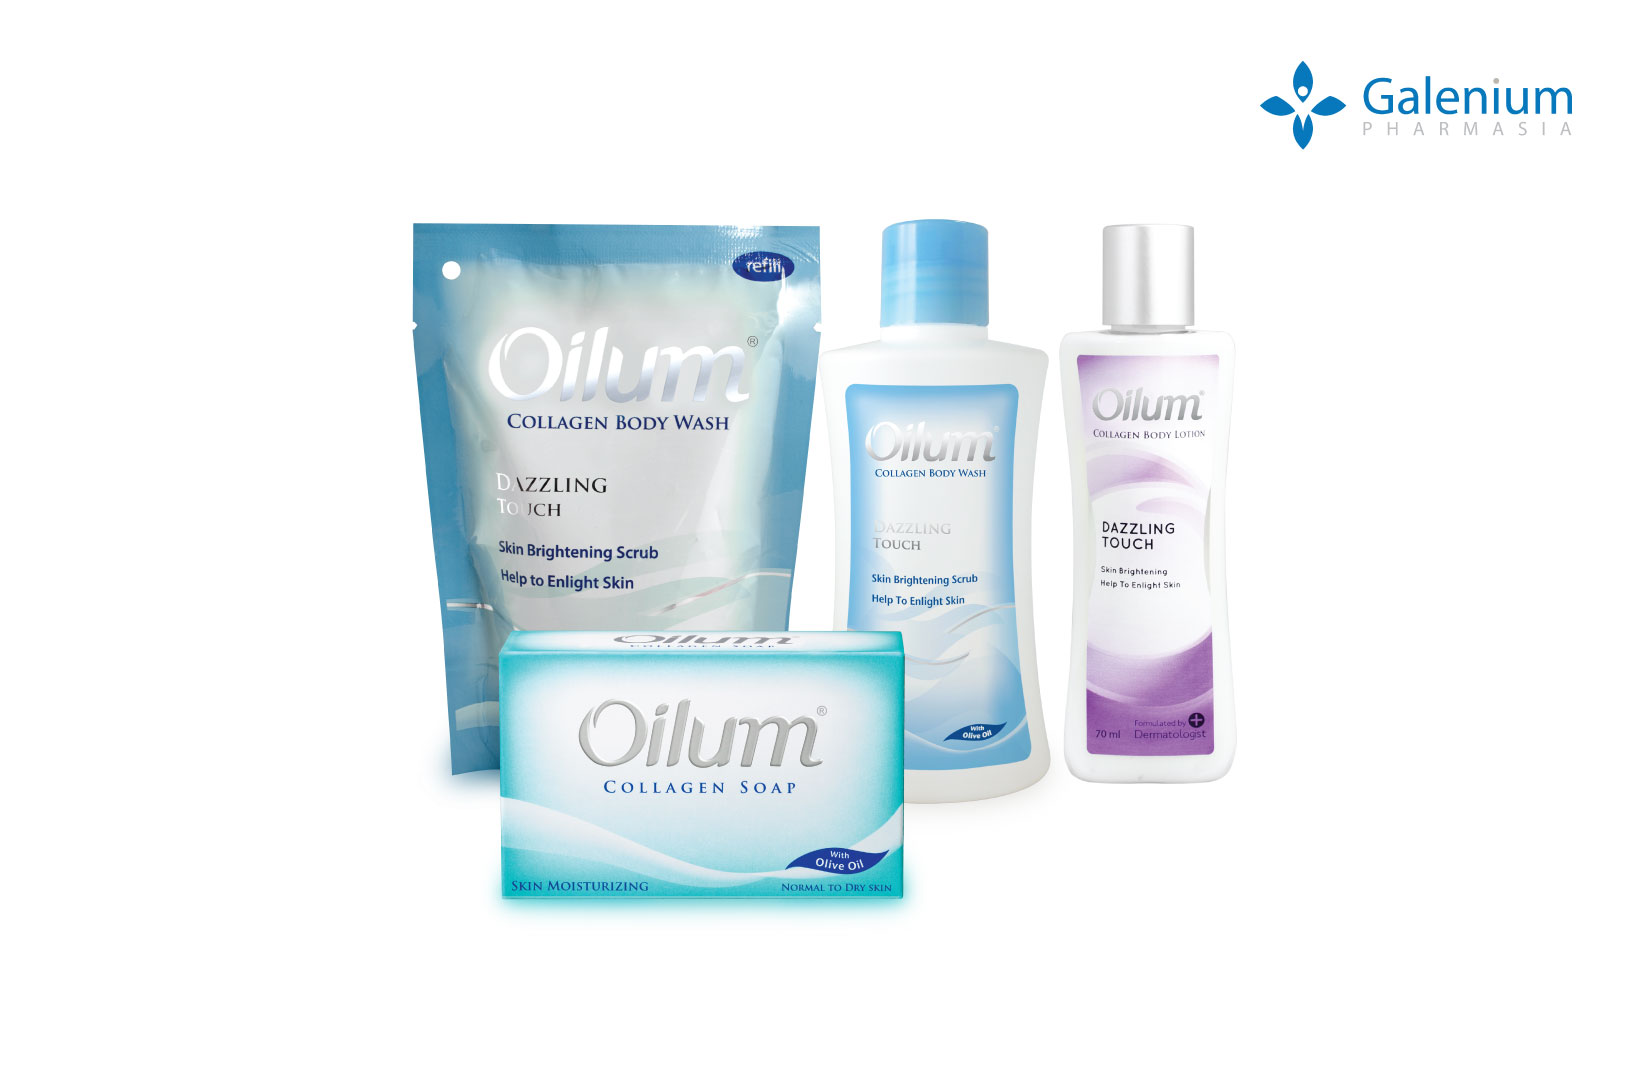 Galenium
PHARMASIA
refill
Oilum®
COLLAGEN BODY WASH
DAZZLING
TOUCH
Skin Brightening Scrub
Help to Enlight Skin
Oilum
COLLAGEN BODY WASH
DAZZLING
TOUCH
Skin Brightening Scrub
Help To Enlight Skin
With
Olive Oil
Oilum
COLLAGEN BODY LOTION
DAZZLING
TOUCH
Skin Brightening
Help To Enlight Skin
Formulated by
70 ml Dermatologst
Oilum
COLLAGEN SOAP
Oilum®
COLLAGEN SOAP
With
Olive Oil
SKIN MOISTURIZING
NORMAL TO DRY SKIN